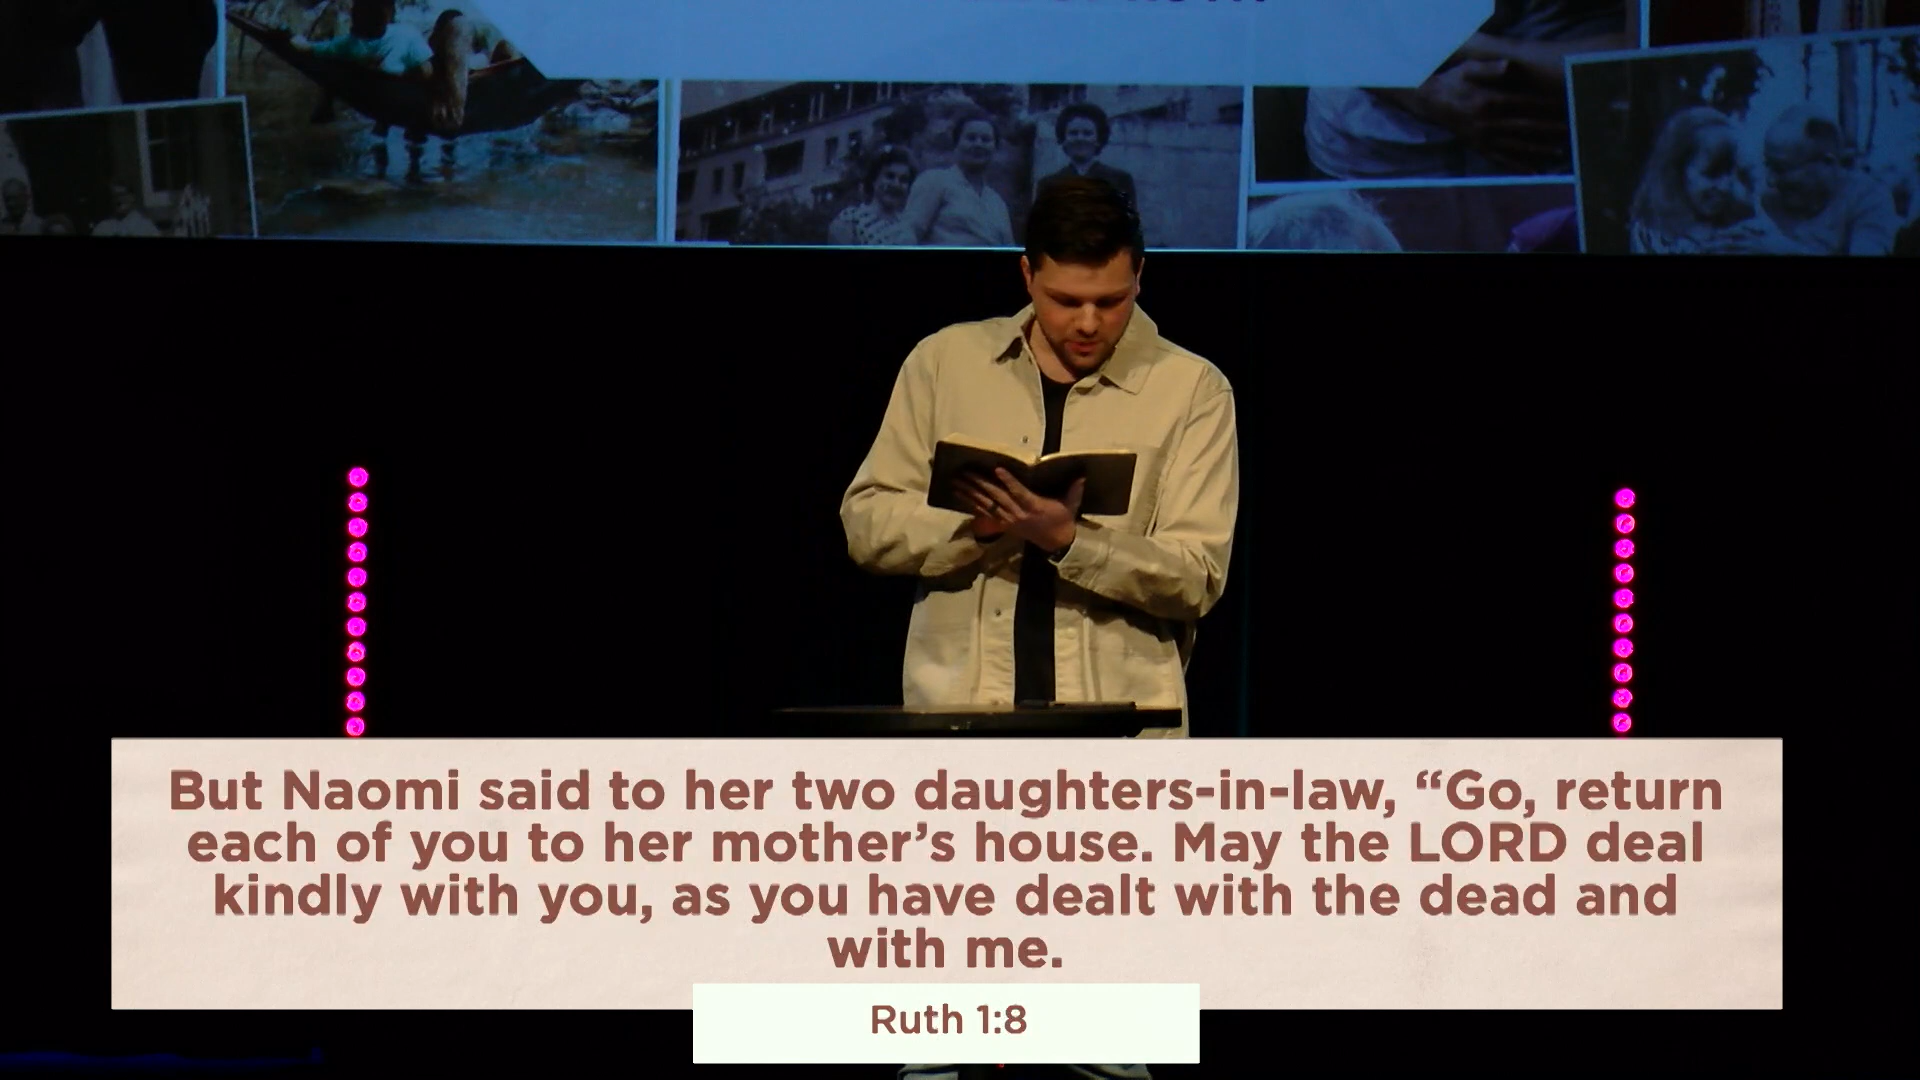 But Naomi said to her two daughters-in-law, “Go, return
each of you to her mother’s house. May the LORD deal
kindly with you, as you have dealt with the dead and
with me.
Ruth 1:8